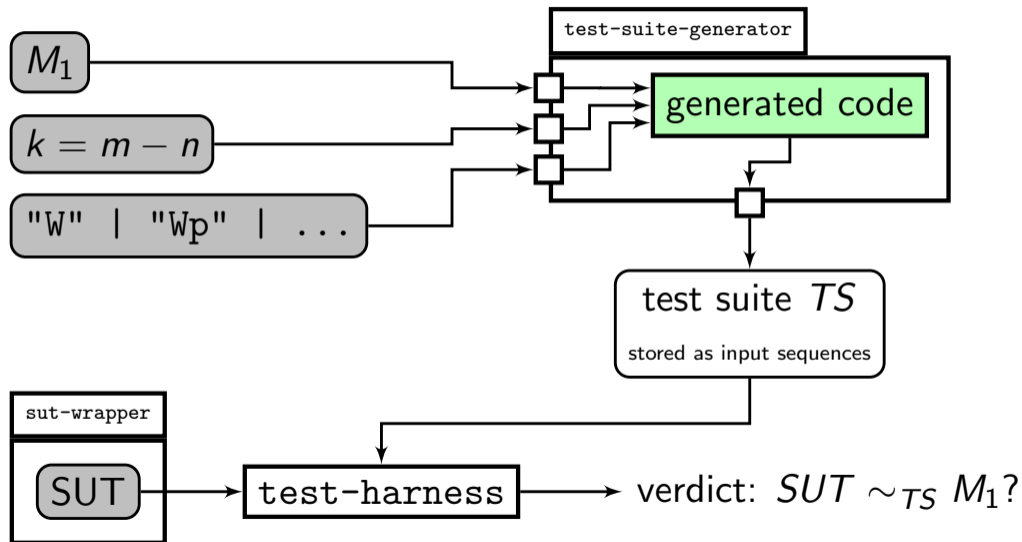 test-suite-generator
M₁
generated code
k = m − n
"W" | "Wp" | ...
test suite TS
stored as input sequences
sut-wrapper
SUT
test-harness
verdict: SUT ∼TS M₁?